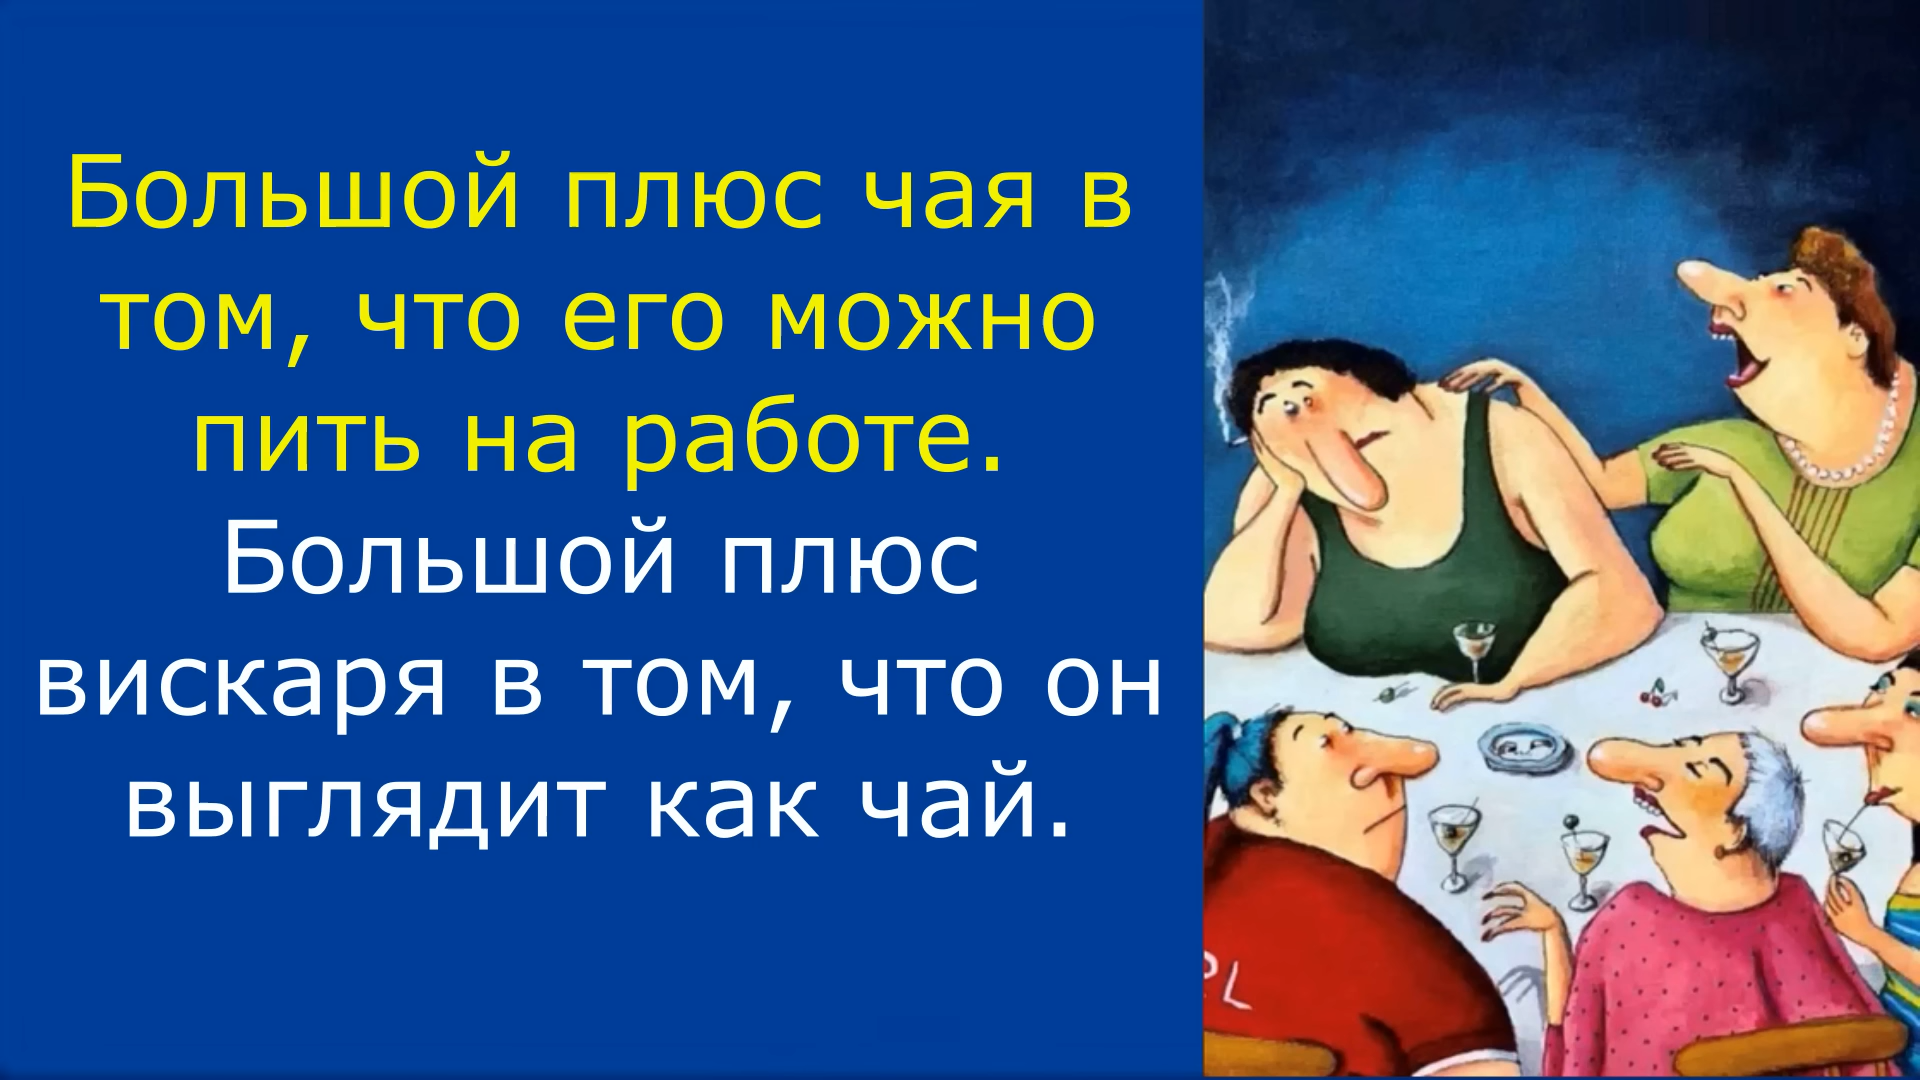 Большой плюс чая в
том, что его можно
пить на работе.
Большой плюс
вискаря в том, что он
выглядит как чай.
PL